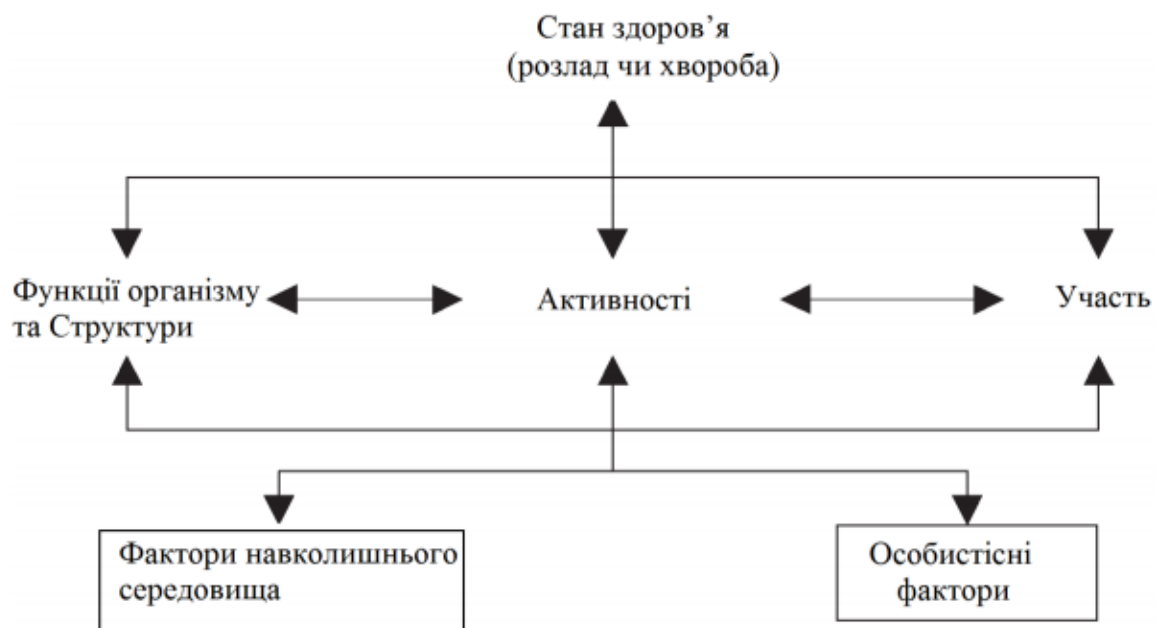 Стан здоров’я
(розлад чи хвороба)
Функції організму
та Структури
Активності
Участь
Фактори навколишнього
середовища
Особистісні
фактори